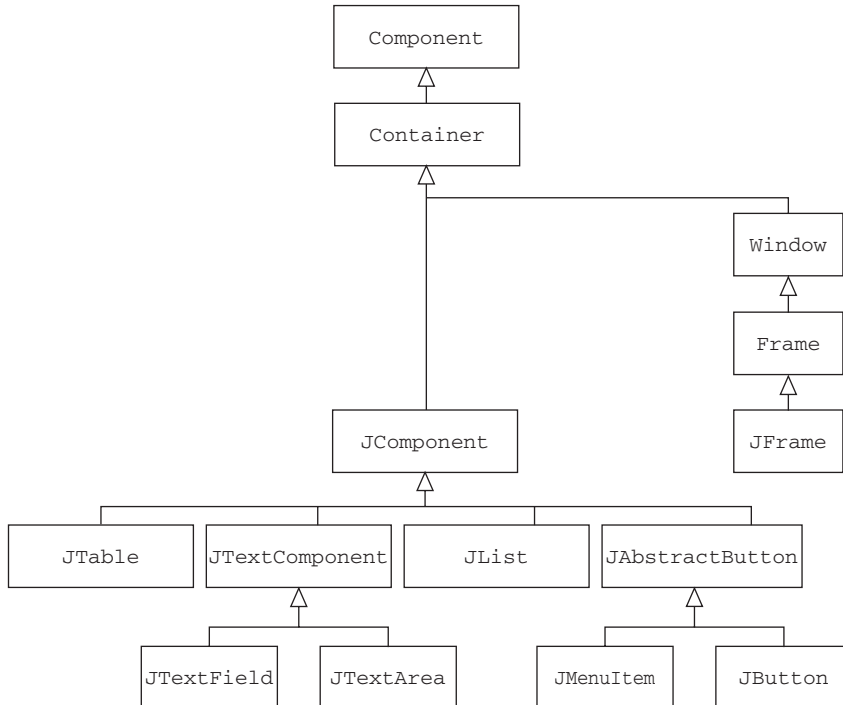 Component
Container
Window
Frame
JComponent
JFrame
JTable
JTextComponent
JList
JAbstractButton
JTextField
JTextArea
JMenuItem
JButton